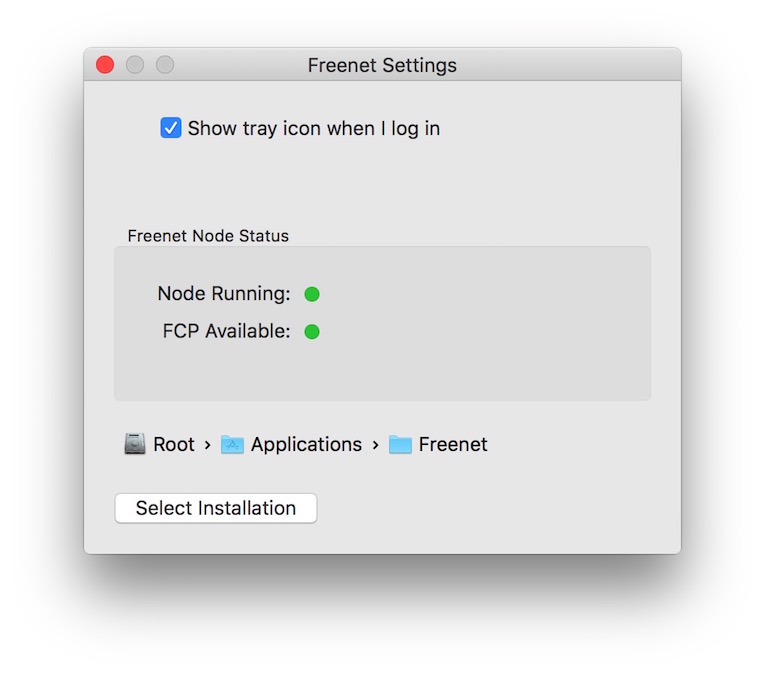 Freenet Settings
Show tray icon when I log in
Freenet Node Status
Node Running:
FCP Available:
Root › Applications › Freenet
Select Installation